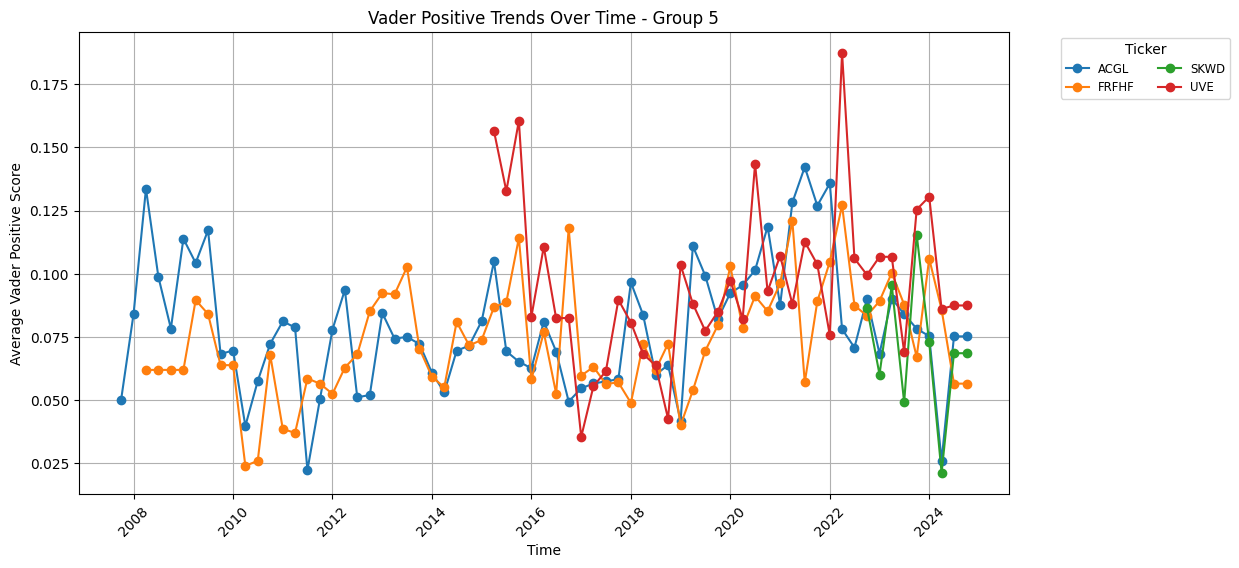 Vader Positive Trends Over Time - Group 5
Ticker
ACGL SKWD
FRFHF UVE
Average Vader Positive Score
0.175
0.150
0.125
0.100
0.075
0.050
0.025
2008 2010 2012 2014 2016 2018 2020 2022 2024
Time